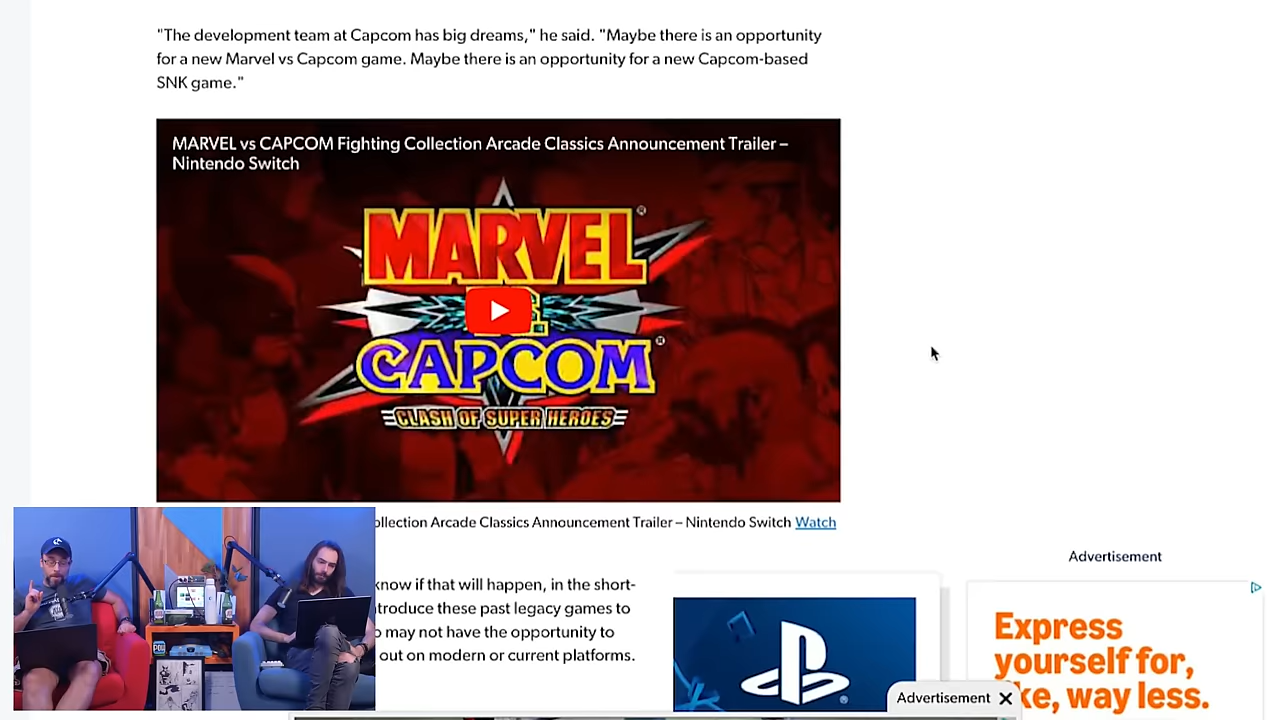 "The development team at Capcom has big dreams," he said. "Maybe there is an opportunity
for a new Marvel vs Capcom game. Maybe there is an opportunity for a new Capcom-based
SNK game."
MARVEL vs CAPCOM Fighting Collection Arcade Classics Announcement Trailer –
Nintendo Switch
MARVEL
CAPCOM
CLASH OF SUPER HEROES
ollection Arcade Classics Announcement Trailer – Nintendo Switch Watch
know if that will happen, in the short-
troduce these past legacy games to
o may not have the opportunity to
out on modern or current platforms.
Advertisement
Express
yourself for,
ke, way less.
Advertisement